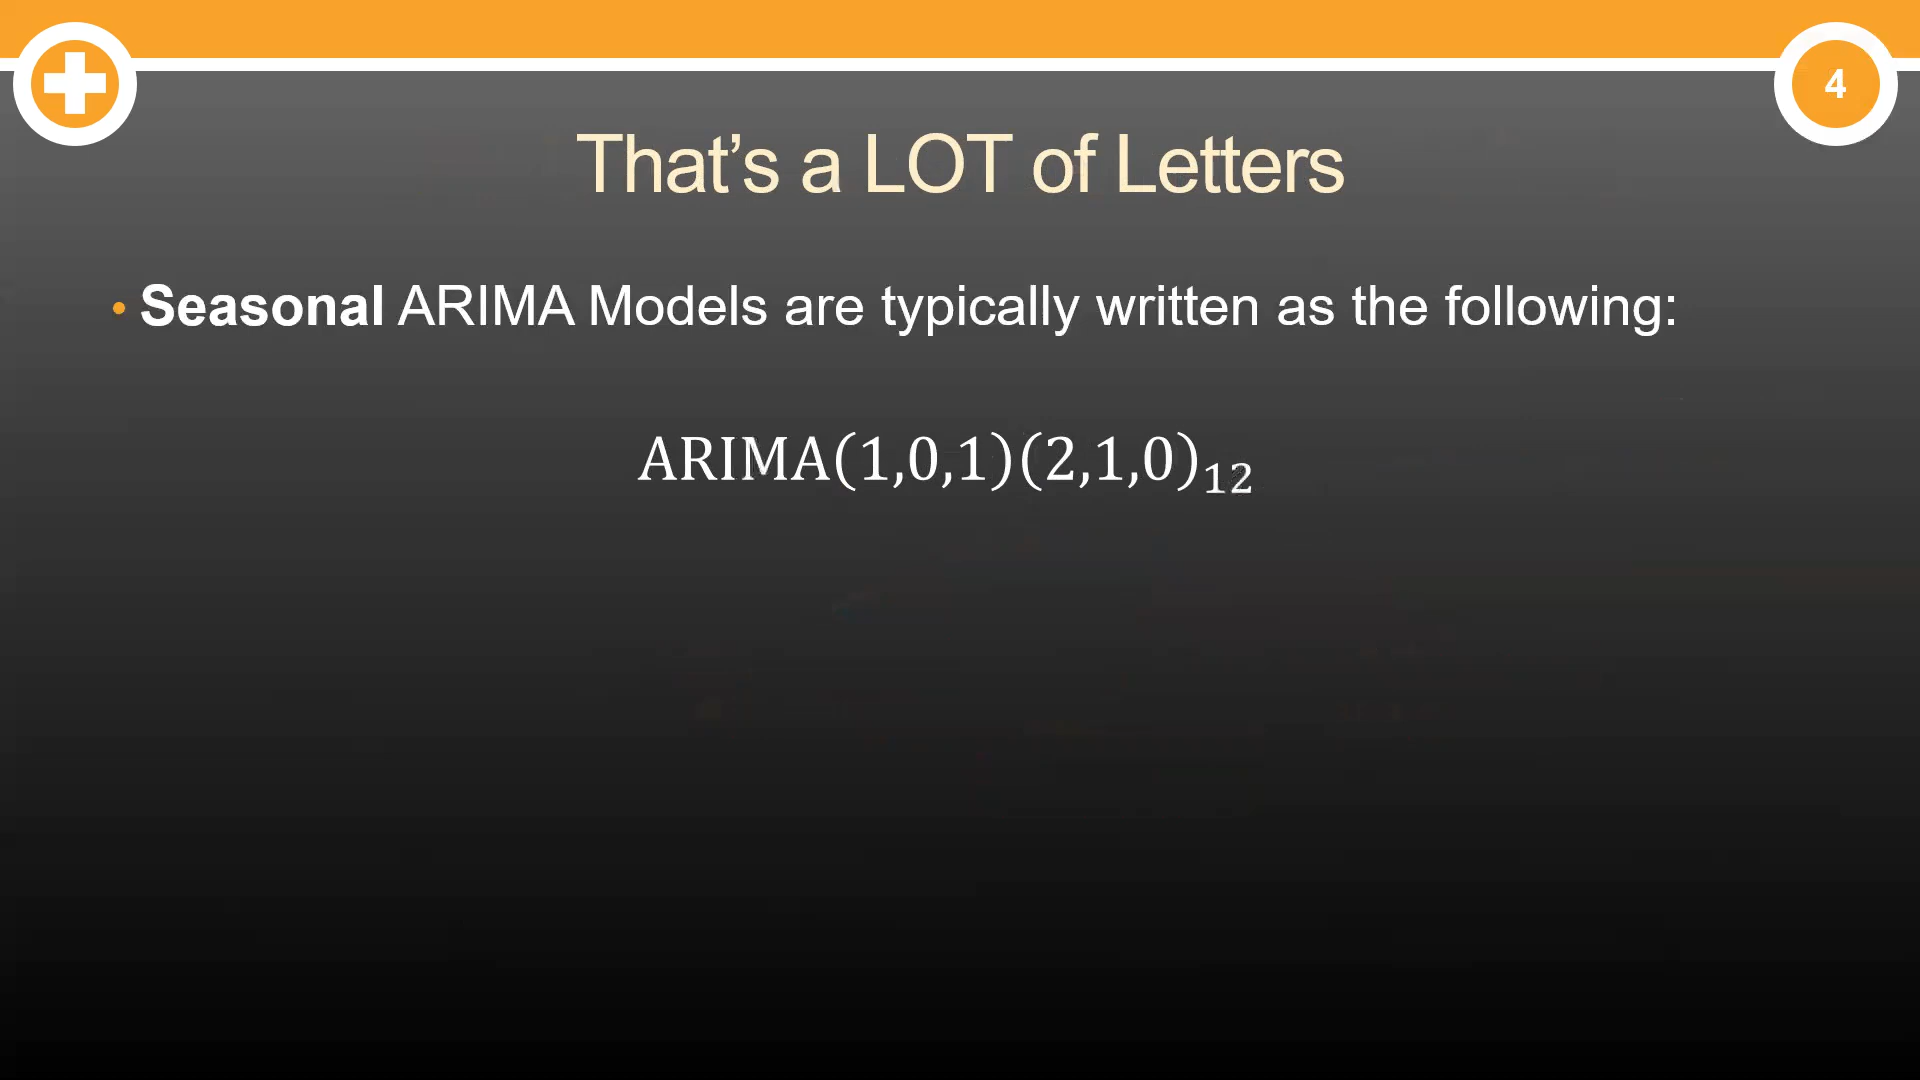 4
That’s a LOT of Letters
• Seasonal ARIMA Models are typically written as the following:
ARIMA(1,0,1)(2,1,0)₁₂